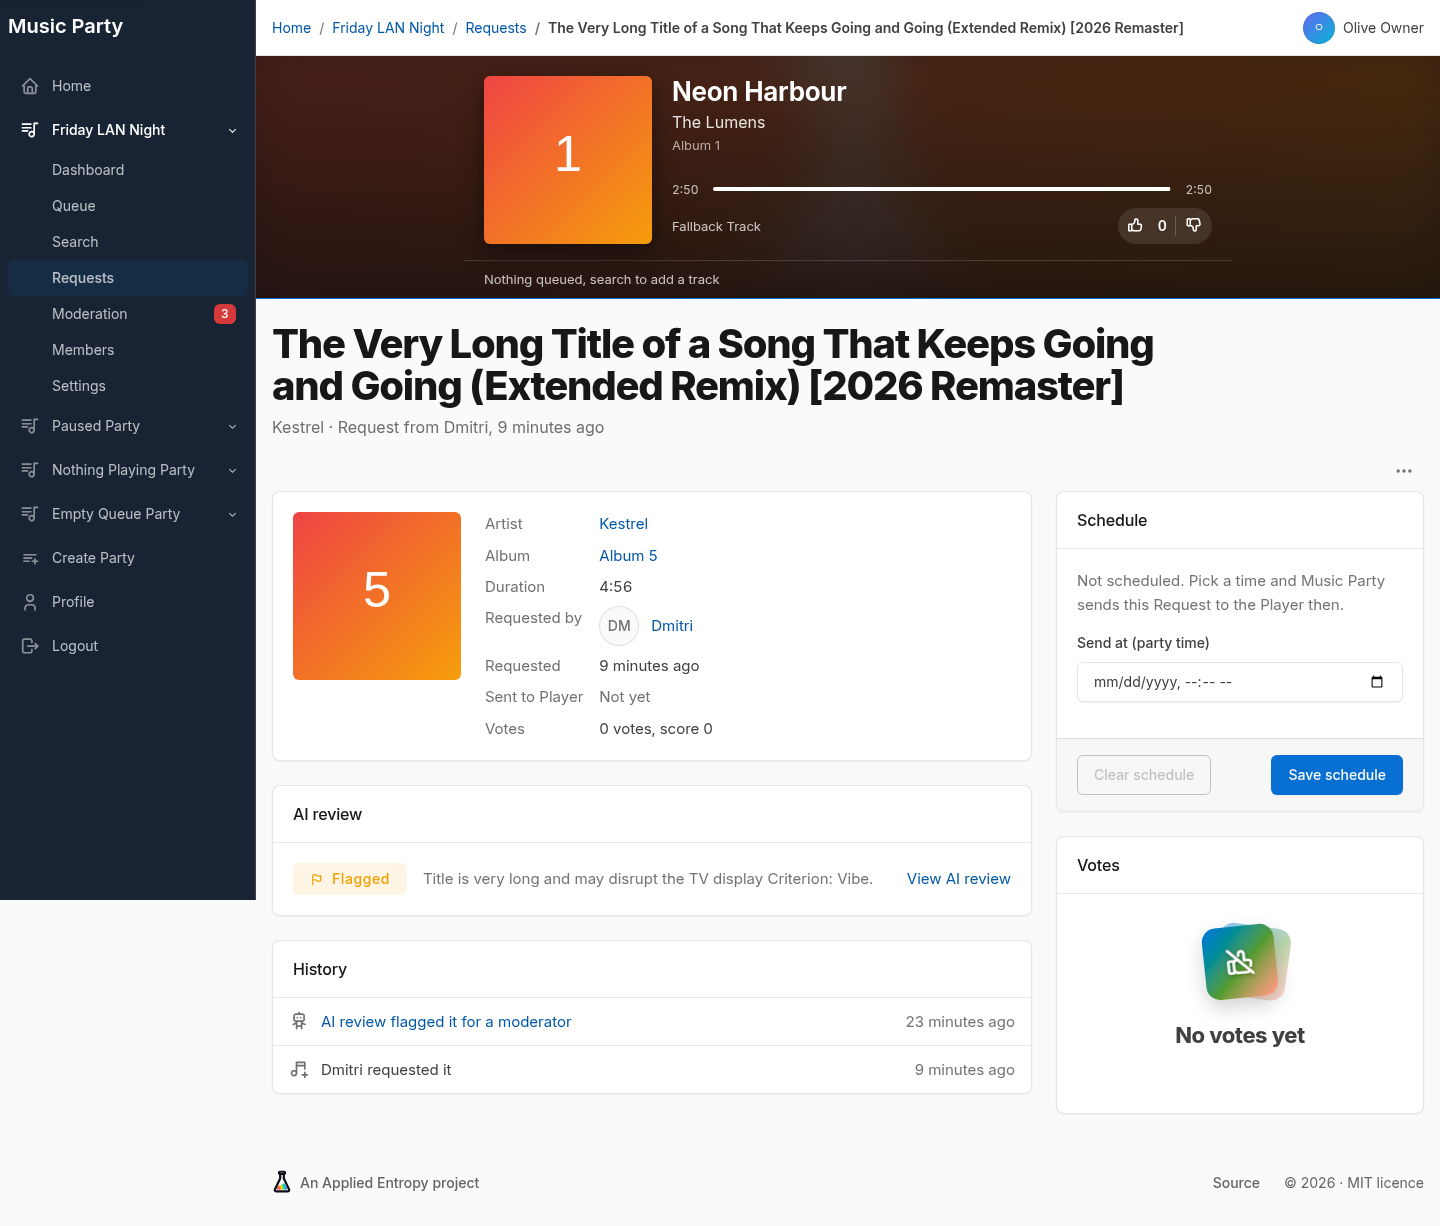 Music Party
Home
Friday LAN Night
Dashboard
Queue
Search
Requests
Moderation 3
Members
Settings
Paused Party
Nothing Playing Party
Empty Queue Party
Create Party
Profile
Logout
Home / Friday LAN Night / Requests / The Very Long Title of a Song That Keeps Going and Going (Extended Remix) [2026 Remaster]
O Olive Owner
1
Neon Harbour
The Lumens
Album 1
2:50 2:50
Fallback Track 0
Nothing queued, search to add a track
The Very Long Title of a Song That Keeps Going
and Going (Extended Remix) [2026 Remaster]
Kestrel · Request from Dmitri, 9 minutes ago
5
Artist Kestrel
Album Album 5
Duration 4:56
Requested by DM Dmitri
Requested 9 minutes ago
Sent to Player Not yet
Votes 0 votes, score 0
AI review
Flagged Title is very long and may disrupt the TV display Criterion: Vibe. View AI review
History
AI review flagged it for a moderator 23 minutes ago
Dmitri requested it 9 minutes ago
Schedule
Not scheduled. Pick a time and Music Party
sends this Request to the Player then.
Send at (party time)
mm/dd/yyyy, --:-- --
Clear schedule Save schedule
Votes
No votes yet
An Applied Entropy project
Source © 2026 · MIT licence